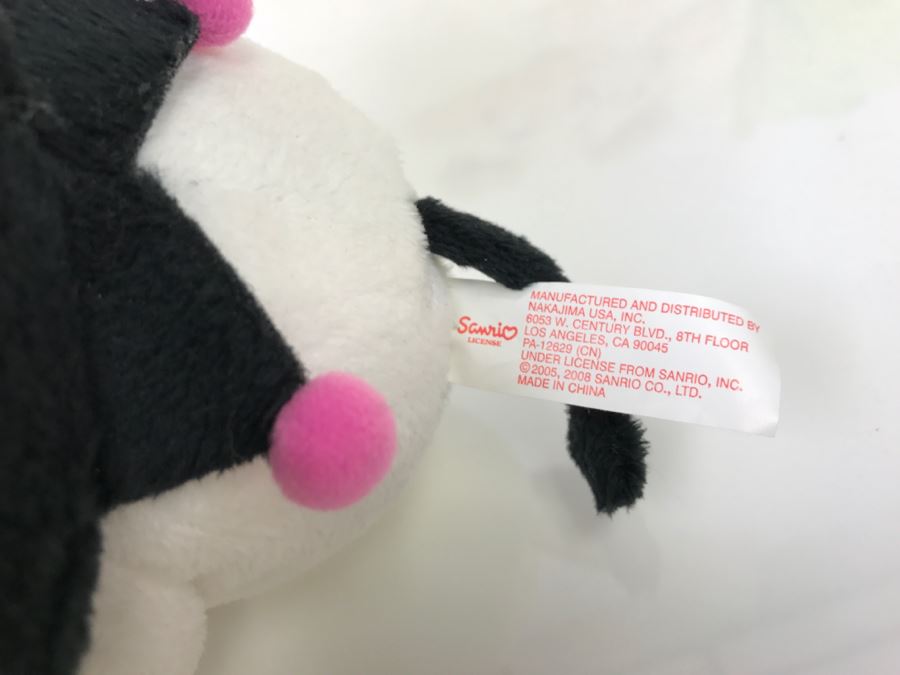 Sanrio
LICENSE
MANUFACTURED AND DISTRIBUTED BY
NAKAJIMA USA, INC.
6053 W. CENTURY BLVD., 8TH FLOOR
LOS ANGELES, CA 90045
PA-12629 (CN)
UNDER LICENSE FROM SANRIO, INC.
©2005, 2008 SANRIO CO., LTD.
MADE IN CHINA